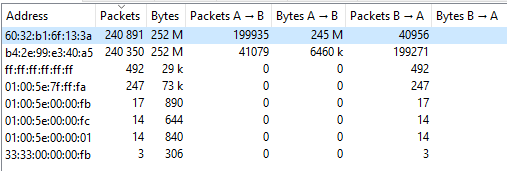 Address Packets Bytes Packets A → B Bytes A → B Packets B → A Bytes B → A
60:32:b1:6f:13:3a 240 891 252 M 199935 245 M 40956
b4:2e:99:e3:40:a5 240 350 252 M 41079 6460 k 199271
ff:ff:ff:ff:ff:ff 492 29 k 0 0 492
01:00:5e:7f:ff:fa 247 73 k 0 0 247
01:00:5e:00:00:fb 17 890 0 0 17
01:00:5e:00:00:fc 14 644 0 0 14
01:00:5e:00:00:01 14 840 0 0 14
33:33:00:00:00:fb 3 306 0 0 3